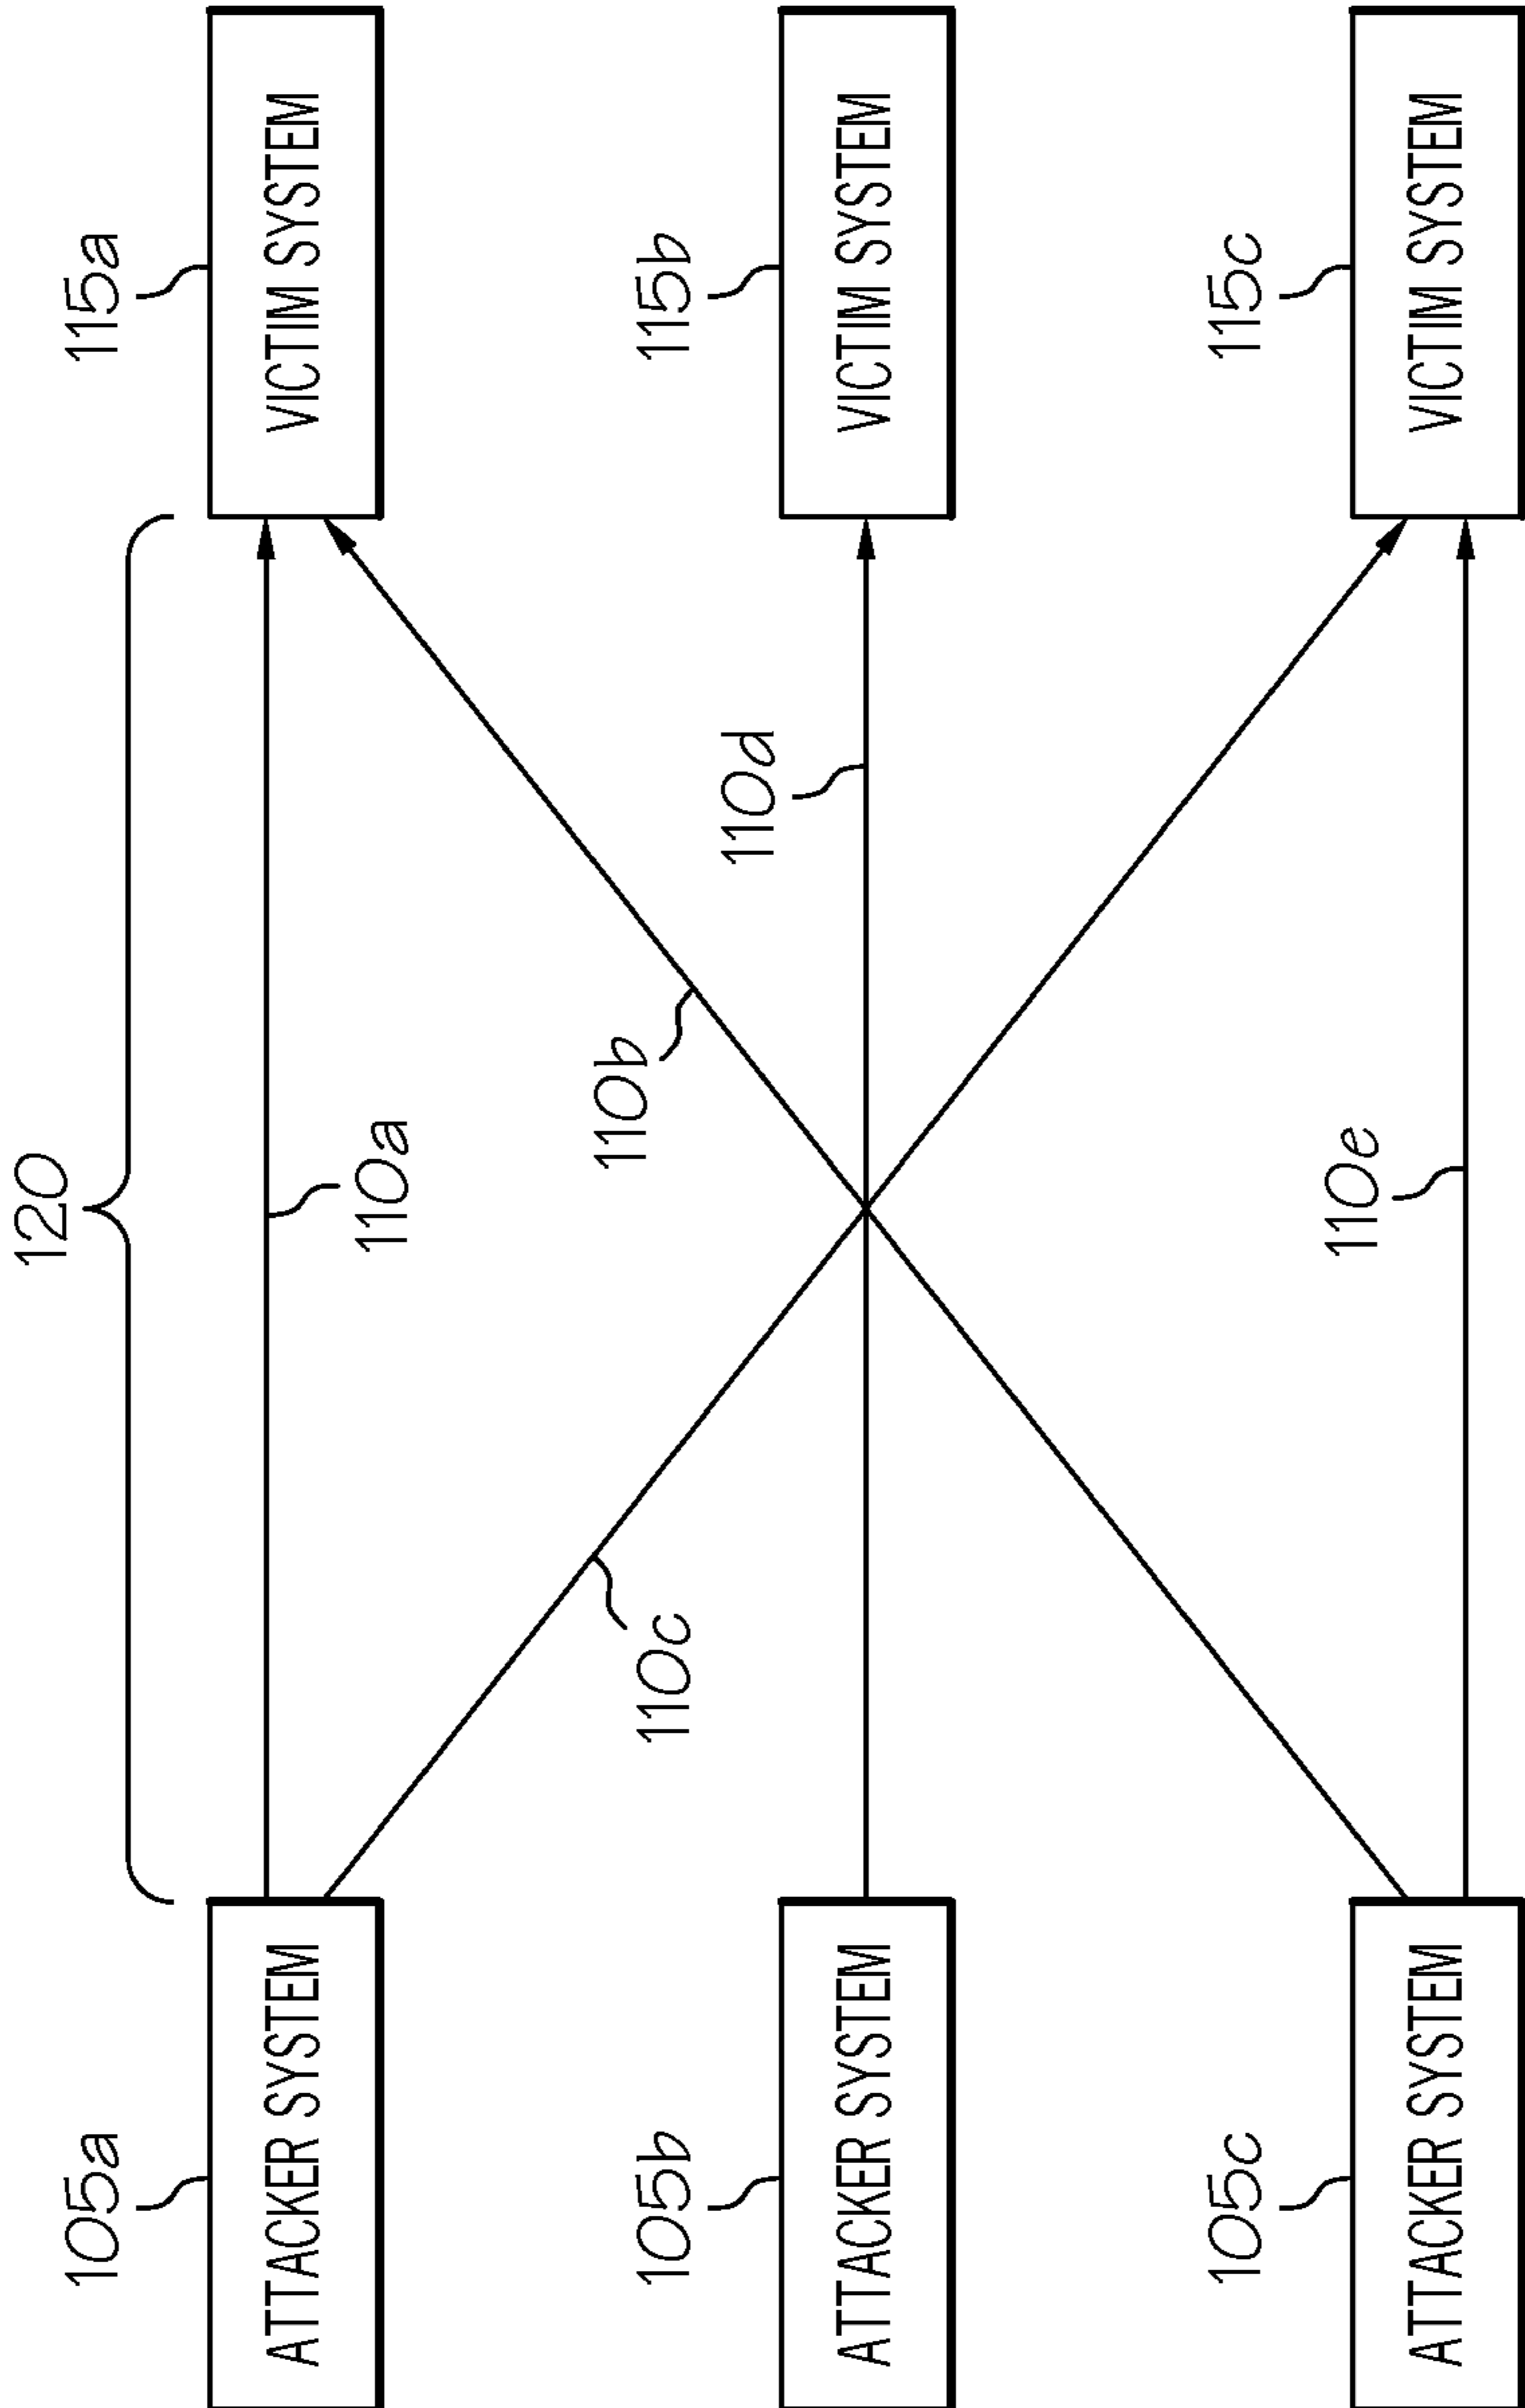 120
105a
115a
ATTACKER SYSTEM
110a
VICTIM SYSTEM
110b
105b
110c
115b
110d
ATTACKER SYSTEM
VICTIM SYSTEM
105c
115c
110e
ATTACKER SYSTEM
VICTIM SYSTEM